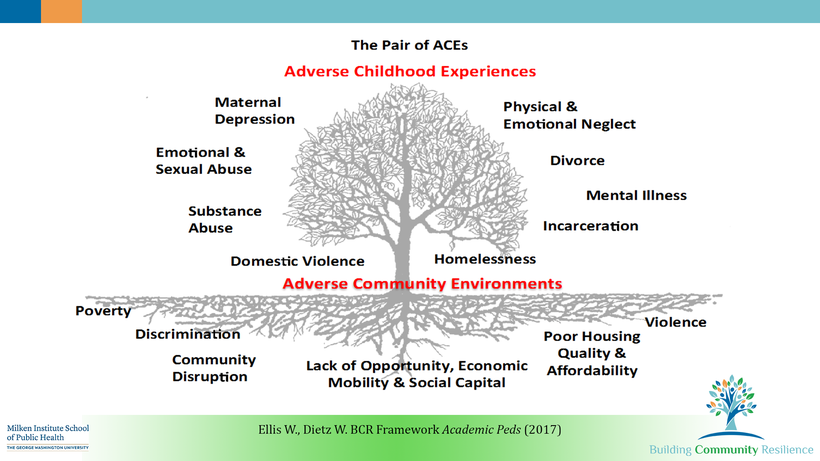 The Pair of ACEs
Adverse Childhood Experiences
Maternal
Depression
Physical &
Emotional Neglect
Emotional &
Sexual Abuse
Divorce
Mental Illness
Substance
Abuse
Incarceration
Domestic Violence
Homelessness
Adverse Community Environments
Poverty
Violence
Discrimination
Poor Housing
Quality &
Affordability
Community
Disruption
Lack of Opportunity, Economic
Mobility & Social Capital
Ellis W., Dietz W. BCR Framework Academic Peds (2017)
Milken Institute School
of Public Health
THE GEORGE WASHINGTON UNIVERSITY
Building Community Resilience